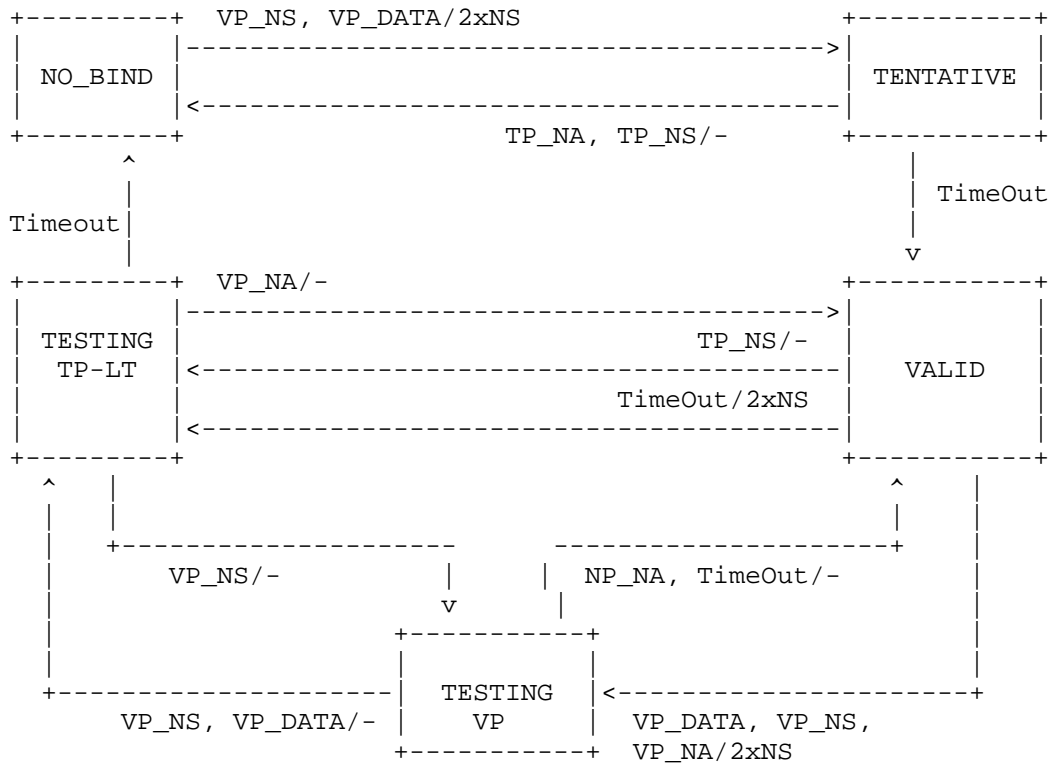 VP_NS, VP_DATA/2xNS
NO_BIND TENTATIVE
TP_NA, TP_NS/-
TimeOut
Timeout
VP_NA/-
TESTING TP_NS/-
TP-LT VALID
TimeOut/2xNS
VP_NS/- NP_NA, TimeOut/-
TESTING
VP_NS, VP_DATA/- VP VP_DATA, VP_NS,
VP_NA/2xNS